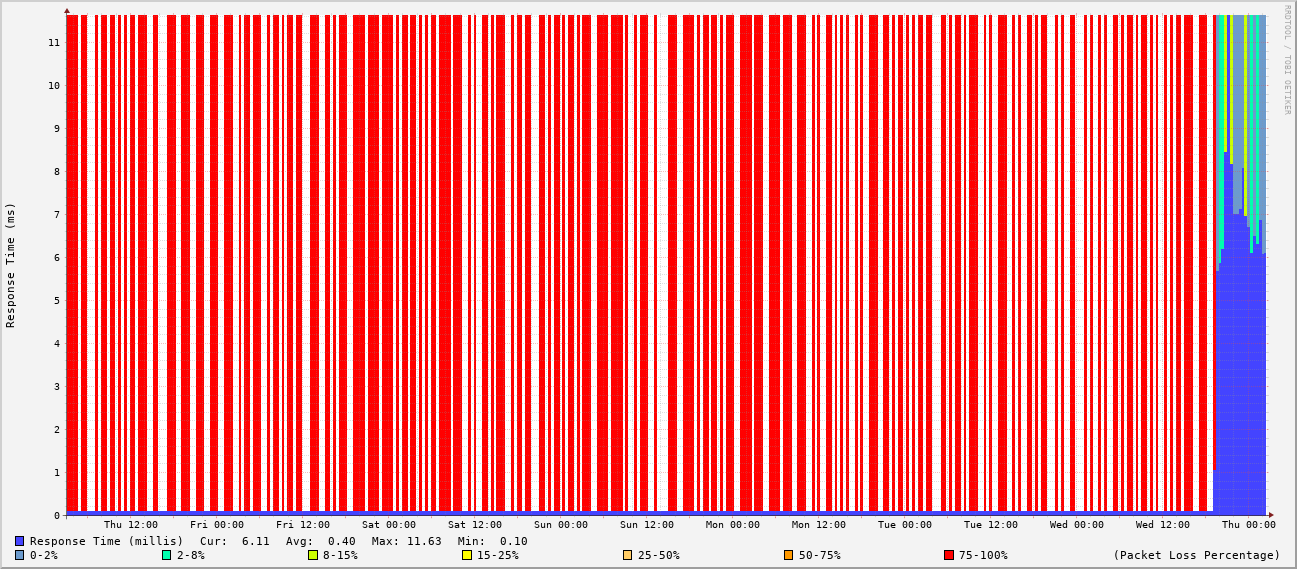 RRDTOOL / TOBI OETIKER
Response Time (ms)
11
10
9
8
7
6
5
4
3
2
1
0
Thu 12:00 Fri 00:00 Fri 12:00 Sat 00:00 Sat 12:00 Sun 00:00 Sun 12:00 Mon 00:00 Mon 12:00 Tue 00:00 Tue 12:00 Wed 00:00 Wed 12:00 Thu 00:00
Response Time (millis) Cur: 6.11 Avg: 0.40 Max: 11.63 Min: 0.10
0-2% 2-8% 8-15% 15-25% 25-50% 50-75% 75-100% (Packet Loss Percentage)